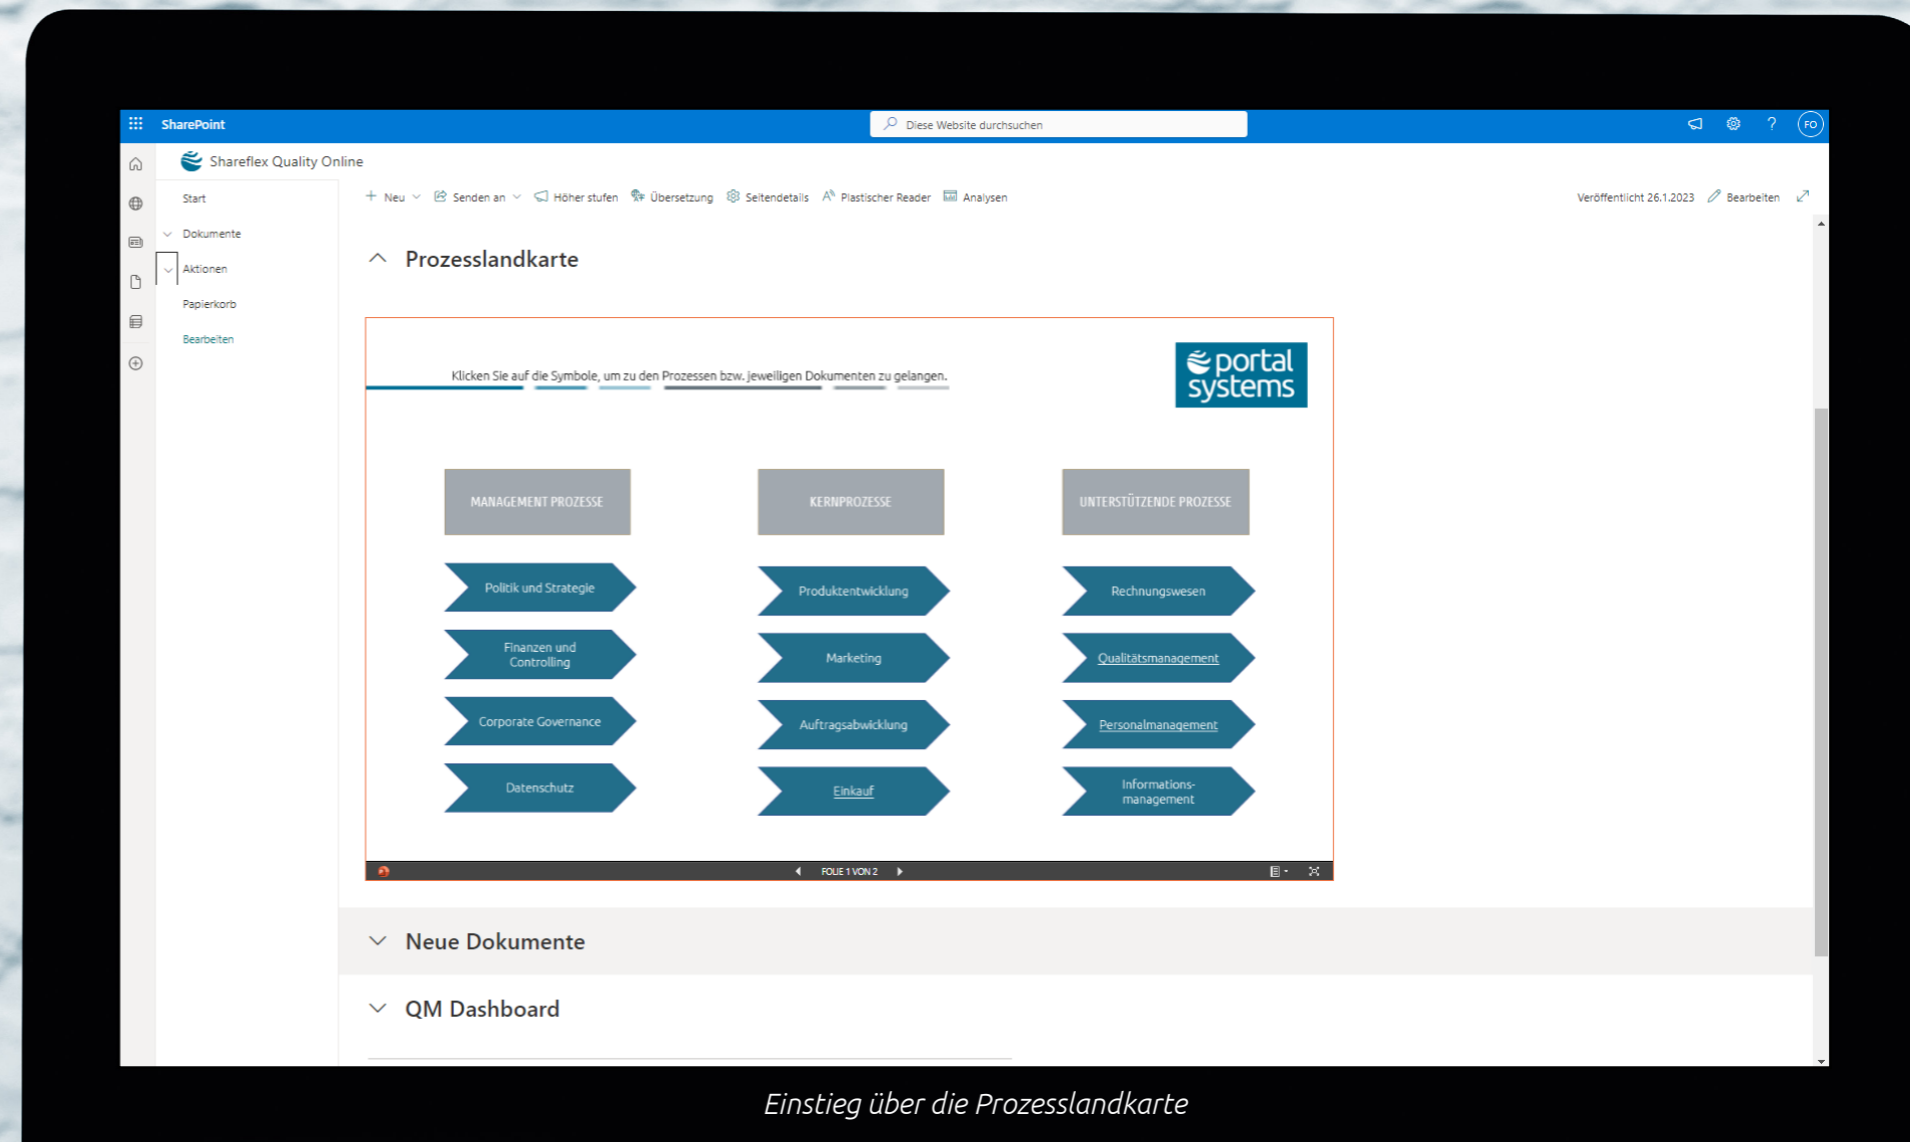 SharePoint
Diese Website durchsuchen
?
FO
Shareflex Quality Online
Start
Dokumente
Aktionen
Papierkorb
Bearbeiten
+ Neu
Senden an
Höher stufen
Übersetzung
Seitendetails
Plastischer Reader
Analysen
Veröffentlicht 26.1.2023
Bearbeiten
Prozesslandkarte
Klicken Sie auf die Symbole, um zu den Prozessen bzw. jeweiligen Dokumenten zu gelangen.
portal
systems
MANAGEMENT PROZESSE
Politik und Strategie
Finanzen und
Controlling
Corporate Governance
Datenschutz
KERNPROZESSE
Produktentwicklung
Marketing
Auftragsabwicklung
Einkauf
UNTERSTÜTZENDE PROZESSE
Rechnungswesen
Qualitätsmanagement
Personalmanagement
Informations-
management
FOLIE 1 VON 2
Neue Dokumente
QM Dashboard
Einstieg über die Prozesslandkarte